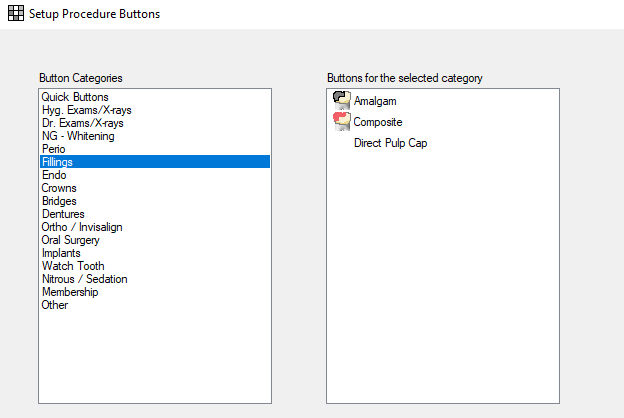 Setup Procedure Buttons
Button Categories
Quick Buttons
Hyg. Exams/X-rays
Dr. Exams/X-rays
NG - Whitening
Perio
Fillings
Endo
Crowns
Bridges
Dentures
Ortho / Invisalign
Oral Surgery
Implants
Watch Tooth
Nitrous / Sedation
Membership
Other
Buttons for the selected category
Amalgam
Composite
Direct Pulp Cap